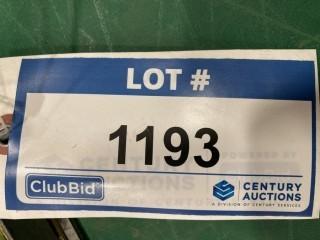 LOT #
1193
ClubBid
CENTURY
AUCTIONS
A DIVISION OF CENTURY SERVICES